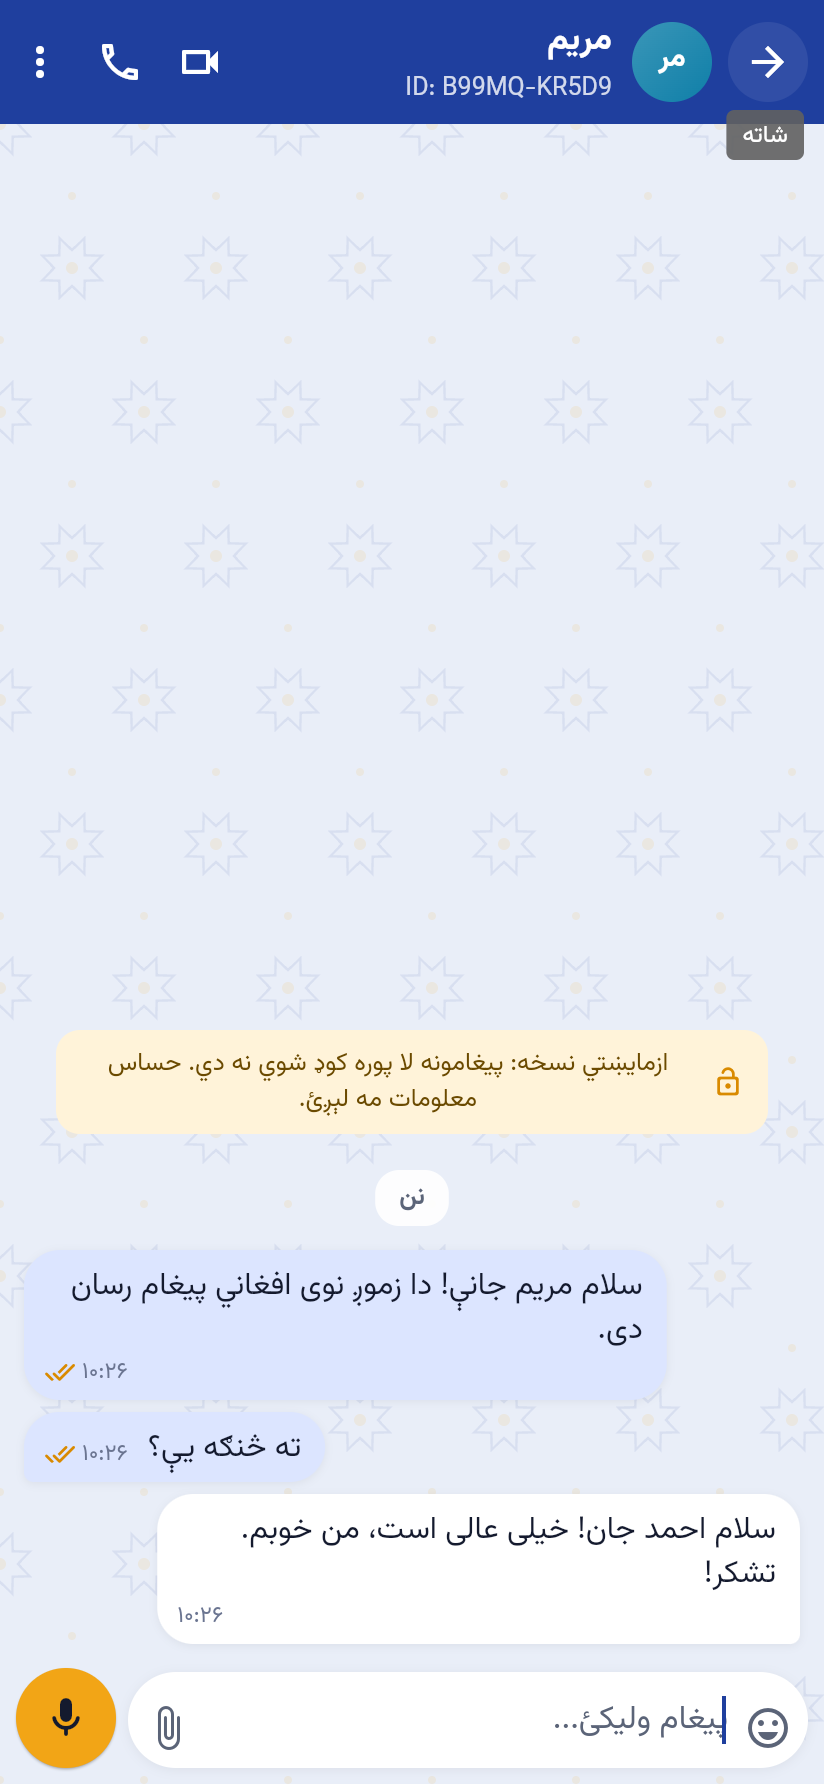 مریم
مر
ID: B99MQ-KR5D9
شاته
ازمایښتي نسخه: پیغامونه لا پوره کوډ شوي نه دي. حساس
معلومات مه لېږئ.
نن
سلام مریم جانې! دا زموږ نوی افغاني پیغام رسان
دی.
۱۰:۲۶
ته څنګه یې؟
۱۰:۲۶
سلام احمد جان! خیلی عالی است، من خوبم.
تشکر!
۱۰:۲۶
پیغام ولیکئ...